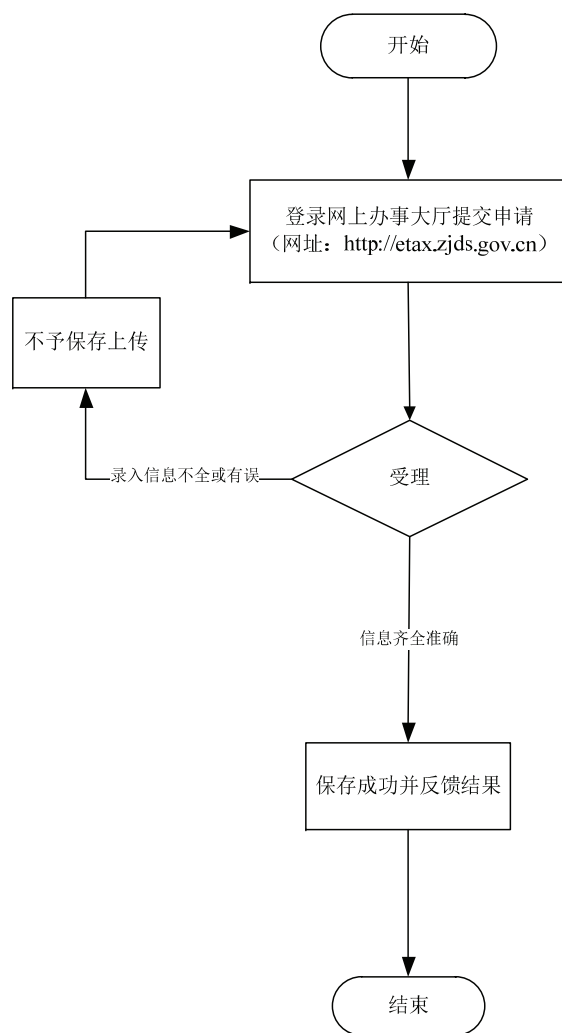 开始
登录网上办事大厅提交申请
（网址：http://etax.zjds.gov.cn）
不予保存上传
录入信息不全或有误
受理
信息齐全准确
保存成功并反馈结果
结束